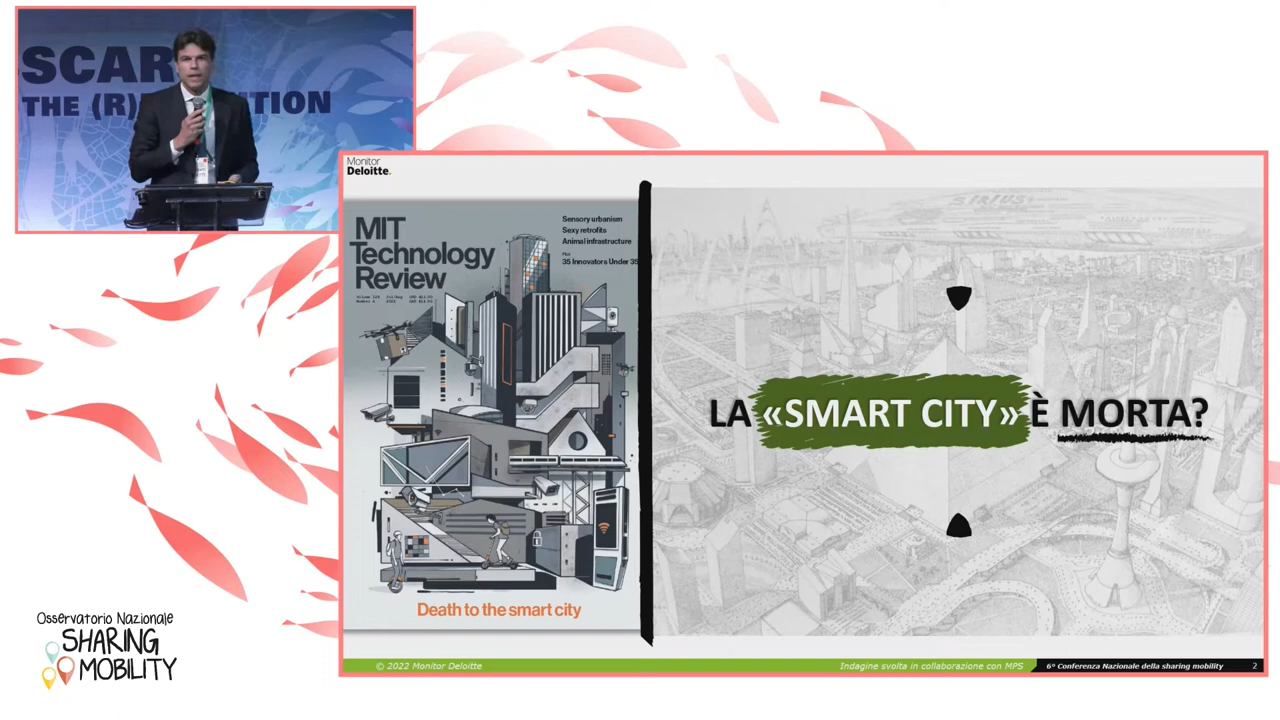 SCAR
THE (R) TION
Monitor
Deloitte.
MIT
Technology
Review
Sensory urbanism
Sexy retrofits
Animal infrastructure
Plus
35 Innovators Under 35
Death to the smart city
SIRIUS
LA «SMART CITY» È MORTA?
© 2022 Monitor Deloitte
Indagine svolta in collaborazione con MPS
6° Conferenza Nazionale della sharing mobility
2
Osservatorio Nazionale
SHARING
MOBILITY